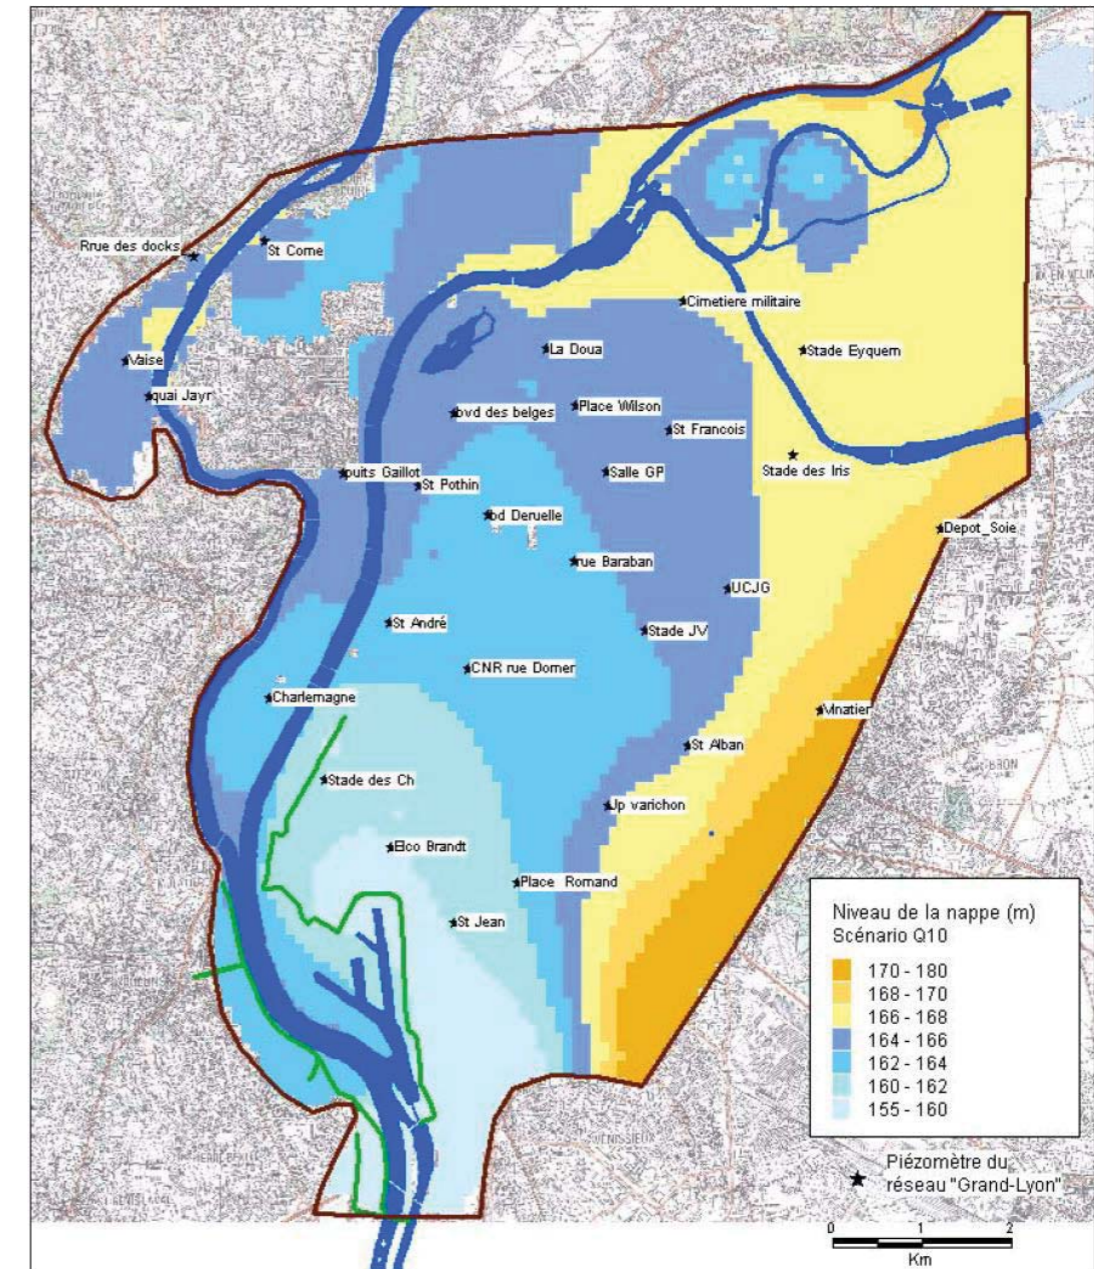 Rrue des docks
St Come
Vaise
quai Jayr
Cimetiere militaire
La Doua
Stade Eyquem
bvd des belges
Place Wilson
St Francois
puits Gaillot
St Pothin
Salle GP
Stade des Iris
bd Deruelle
Depot_Soie
rue Baraban
UCJG
St André
Stade JV
CNR rue Domer
Charlemagne
Vinatier
St Alban
BRON
Stade des Ch
Up varichon
Elco Brandt
Place Romand
St Jean
VENISSIEUX
Niveau de la nappe (m)
Scénario Q10
170 - 180
168 - 170
166 - 168
164 - 166
162 - 164
160 - 162
155 - 160
Piézomètre du
réseau "Grand-Lyon"
0 1 2
Km